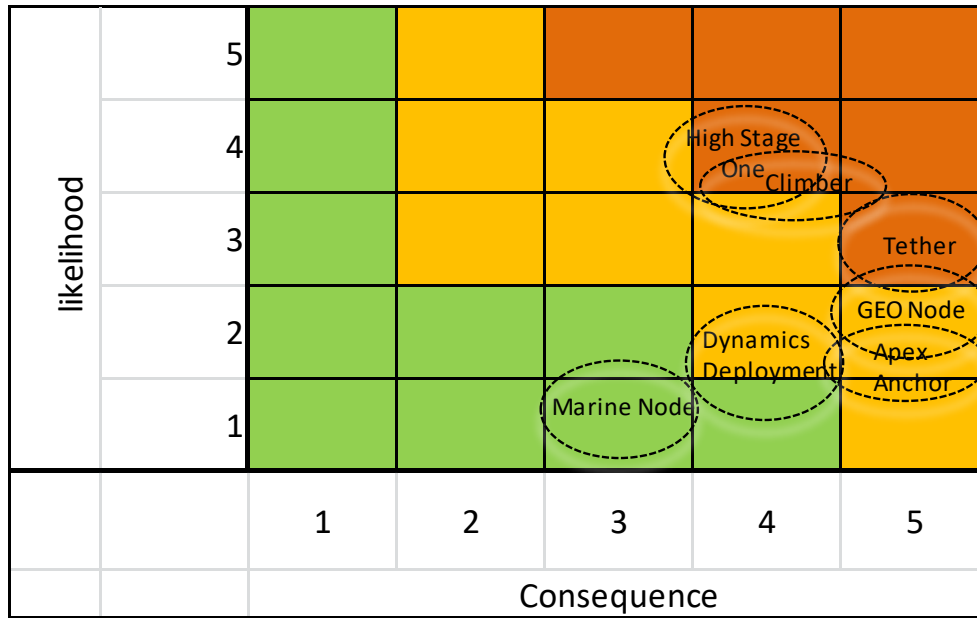 5
4
High Stage
One
Climber
likelihood
3
Tether
GEO Node
2
Dynamics
Deployment
Apex
Anchor
1
Marine Node
1 2 3 4 5
Consequence